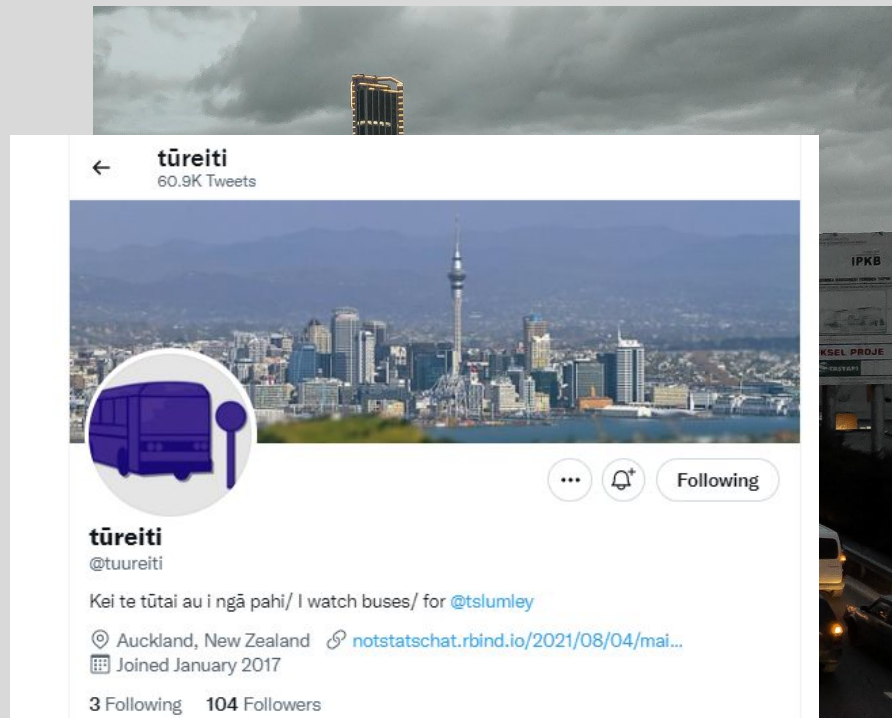 tūreiti
60.9K Tweets
IPKB
KSEL PROJE
Following
tūreiti
@tuureiti
Kei te tūtai au i ngā pahi/ I watch buses/ for @tslumley
Auckland, New Zealand notstatschat.rbind.io/2021/08/04/mai...
Joined January 2017
3 Following 104 Followers